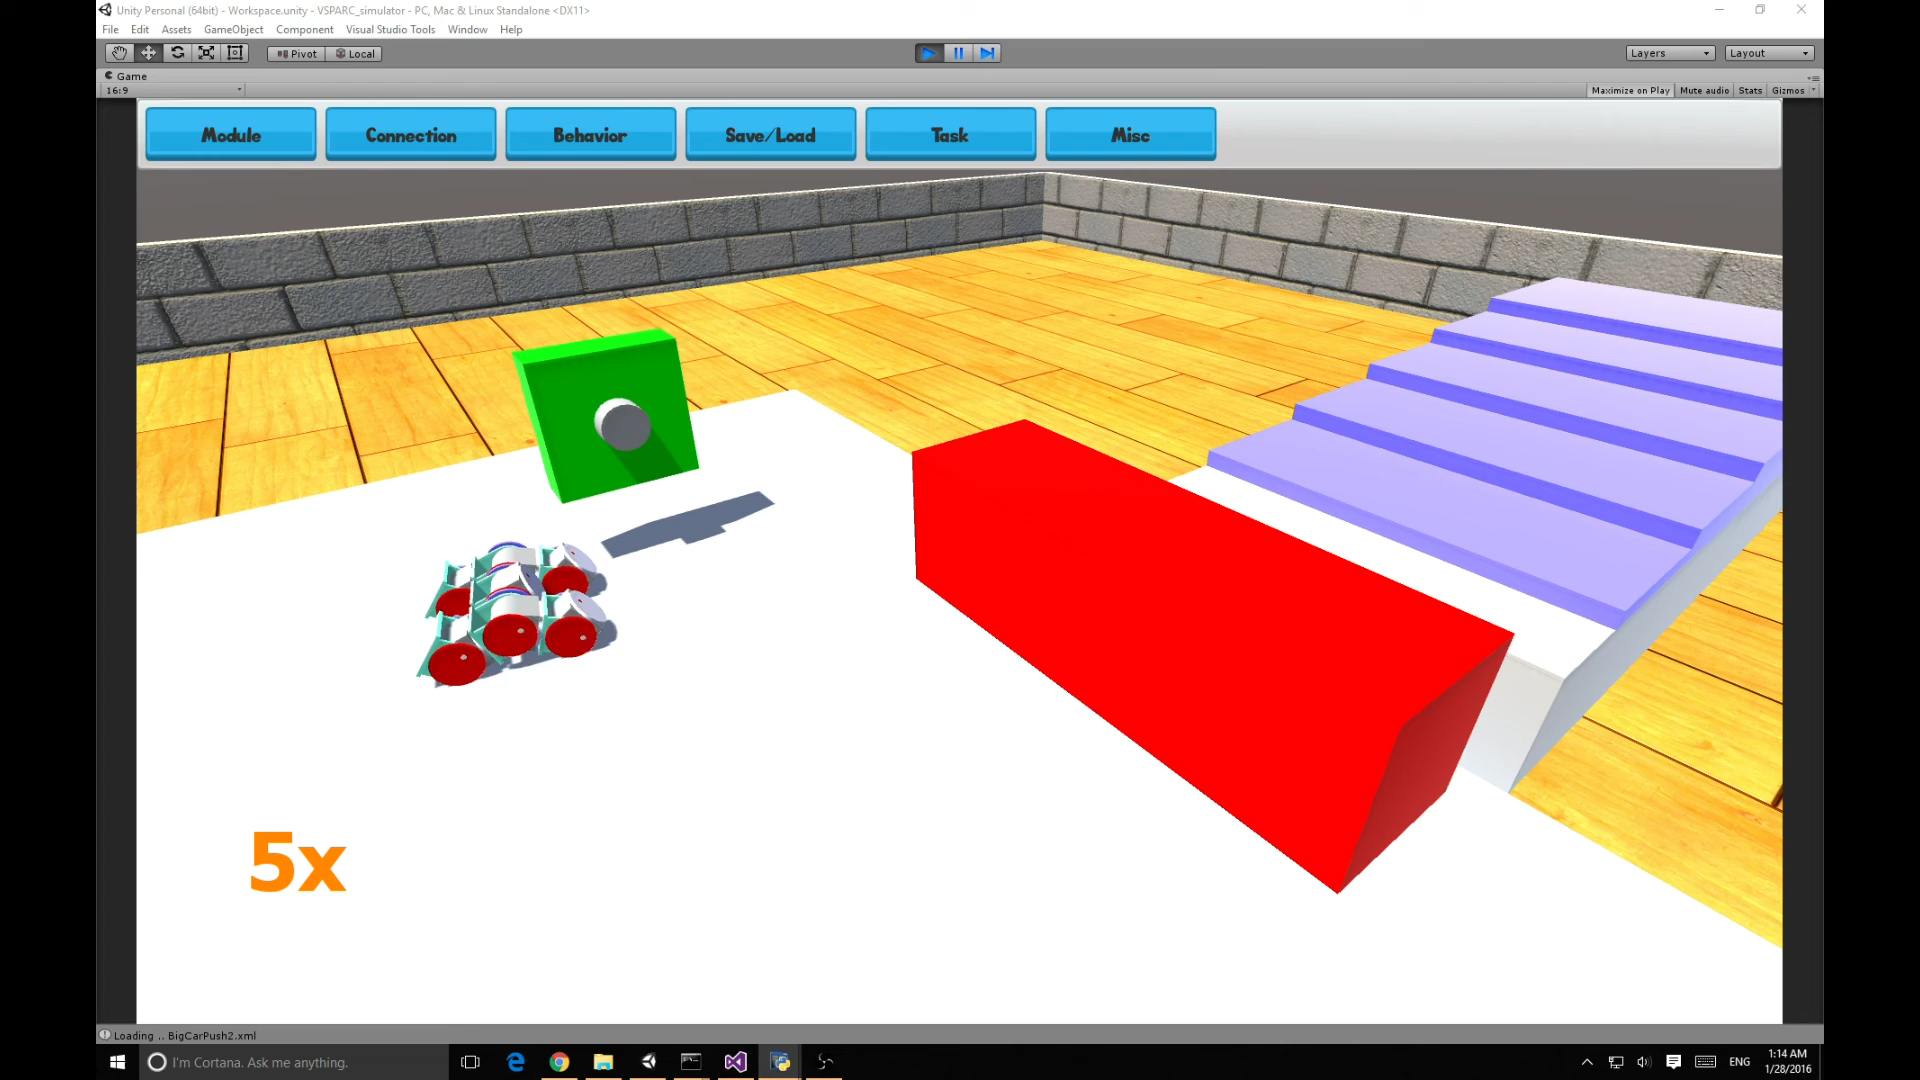 Unity Personal (64bit) - Workspace.unity - VSPARC_simulator - PC, Mac & Linux Standalone <DX11>
File Edit Assets GameObject Component Visual Studio Tools Window Help
Pivot Local Layers Layout
Game
16:9 Maximize on Play Mute audio Stats Gizmos
Module Connection Behavior Save/Load Task Misc
5x
Loading .. BigCarPush2.xml
I'm Cortana. Ask me anything. ENG 1:14 AM
1/28/2016